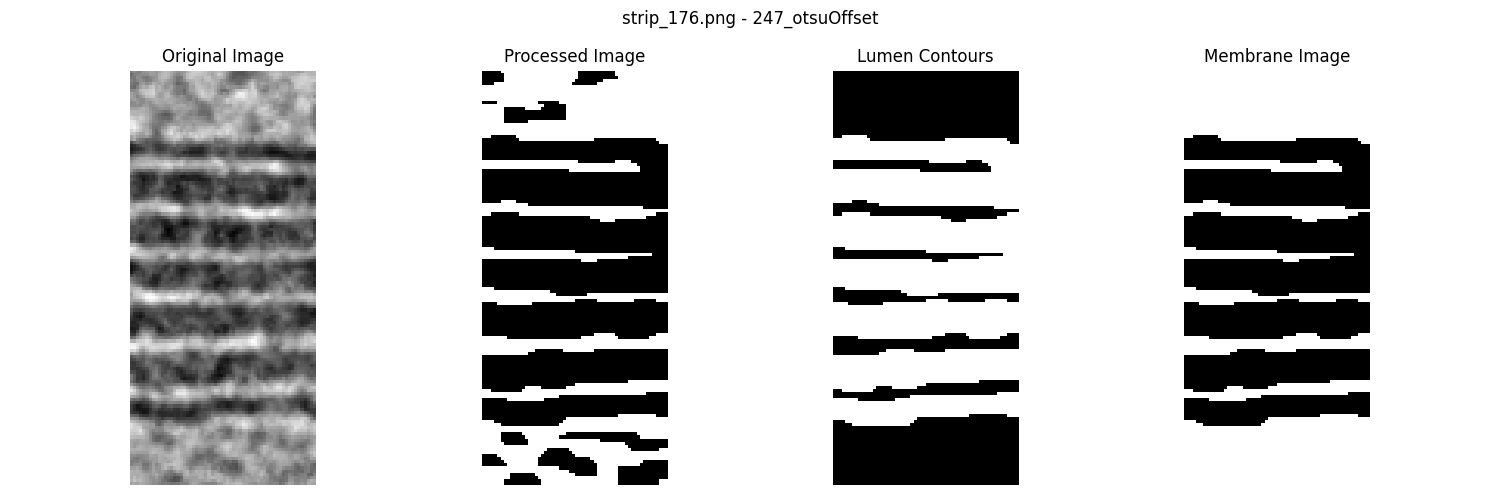 strip_176.png - 247_otsuOffset
Original Image
Processed Image
Lumen Contours
Membrane Image